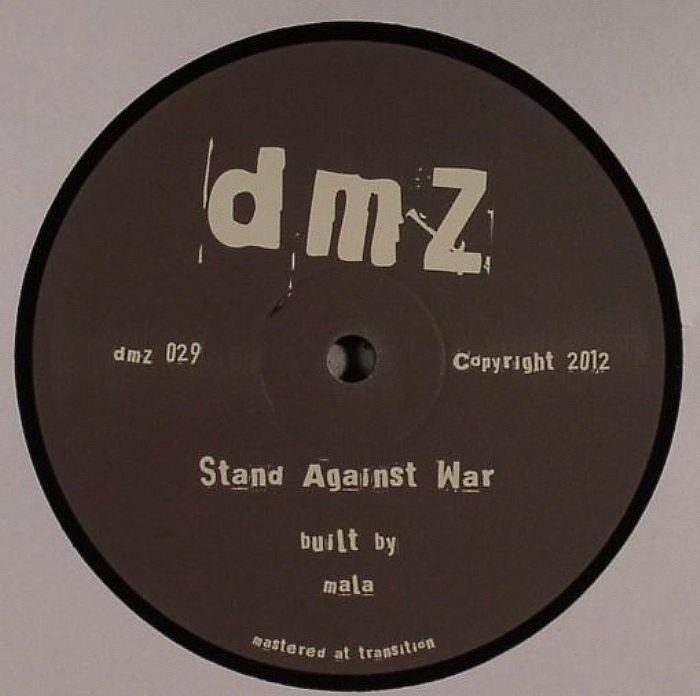 dmz
dmz 029
Copyright 2012
Stand Against War
built by
mala
mastered at transition